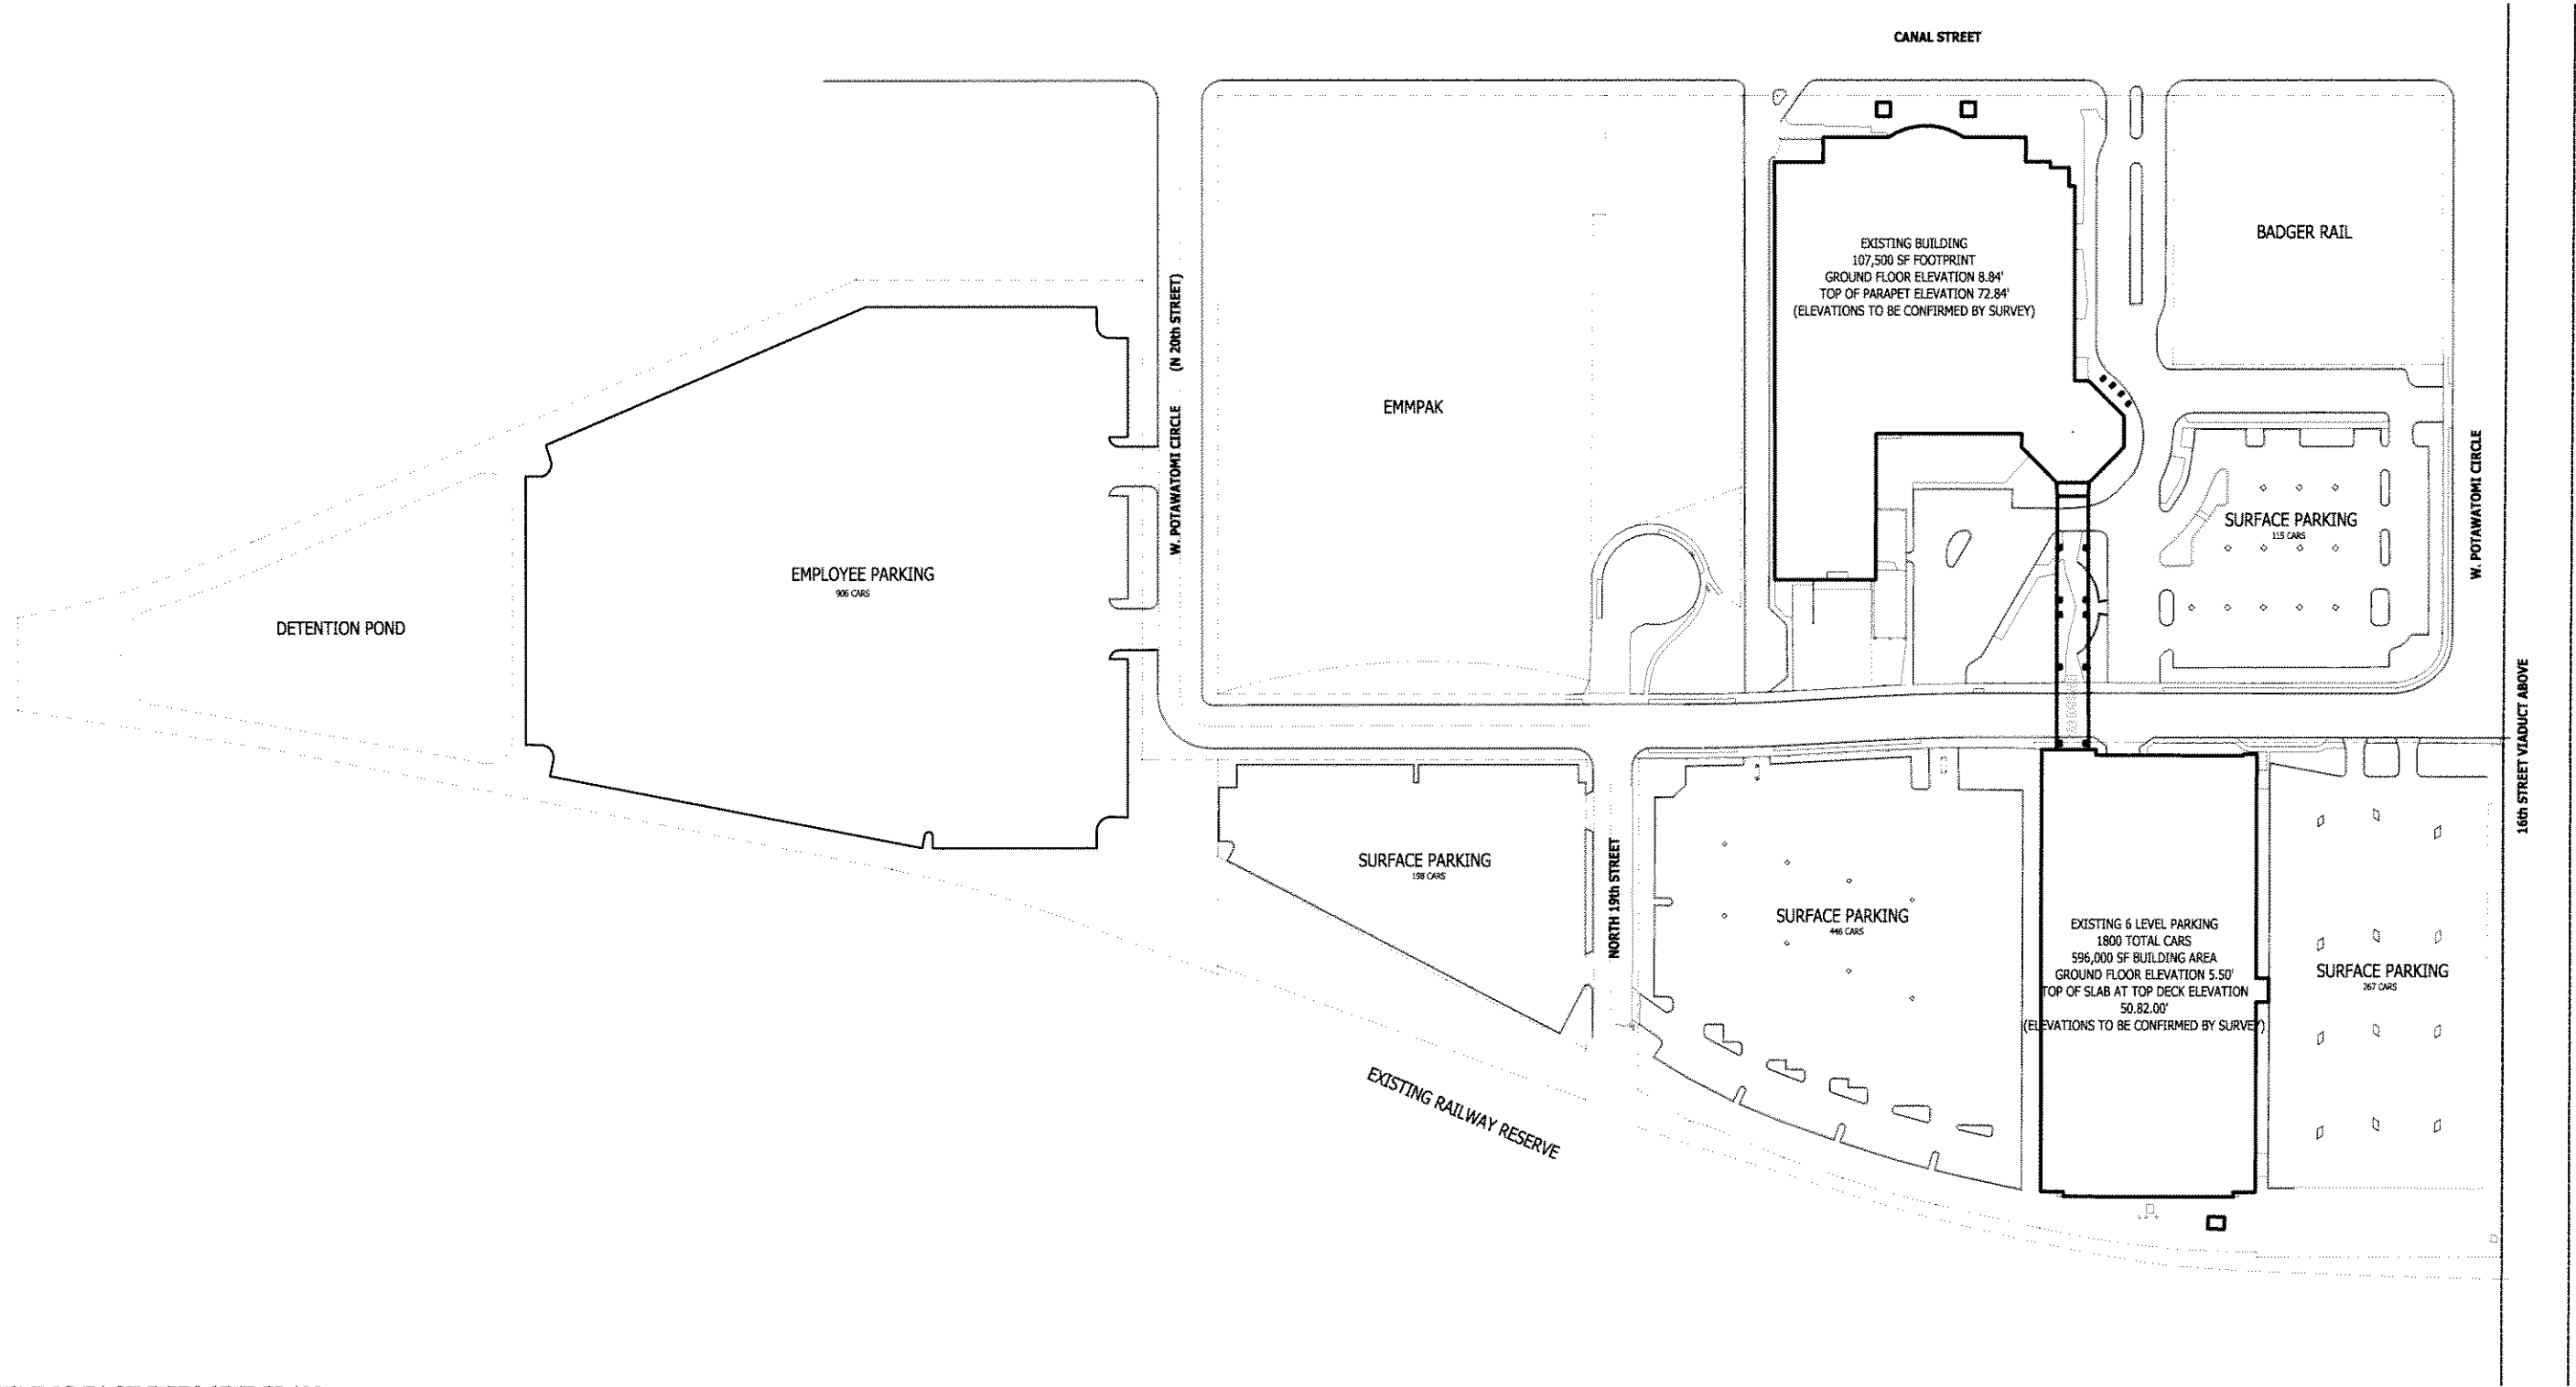 CANAL STREET
EXISTING BUILDING
107,500 SF FOOTPRINT
GROUND FLOOR ELEVATION 8.84'
TOP OF PARAPET ELEVATION 72.84'
(ELEVATIONS TO BE CONFIRMED BY SURVEY)
BADGER RAIL
W. POTAWATOMI CIRCLE (N 20th STREET)
EMMPAK
W. POTAWATOMI CIRCLE
SURFACE PARKING
115 CARS
EMPLOYEE PARKING
906 CARS
DETENTION POND
16th STREET VIADUCT ABOVE
SURFACE PARKING
198 CARS
NORTH 19th STREET
SURFACE PARKING
446 CARS
EXISTING 6 LEVEL PARKING
1800 TOTAL CARS
596,000 SF BUILDING AREA
GROUND FLOOR ELEVATION 5.50'
TOP OF SLAB AT TOP DECK ELEVATION
50.82.00'
(ELEVATIONS TO BE CONFIRMED BY SURVEY)
SURFACE PARKING
267 CARS
EXISTING RAILWAY RESERVE